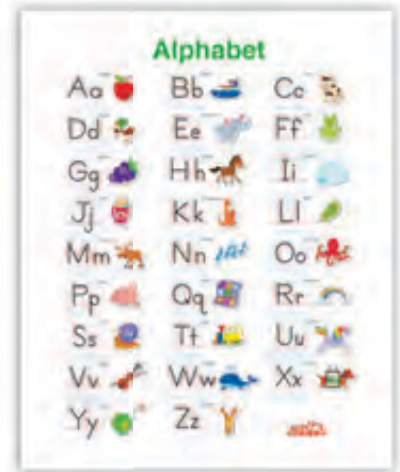 Alphabet
Aa Bb Cc
Dd Ee Ff
Gg Hh Ii
Jj Kk Ll
Mm Nn Oo
Pp Qq Rr
Ss Tt Uu
Vv Ww Xx
Yy Zz